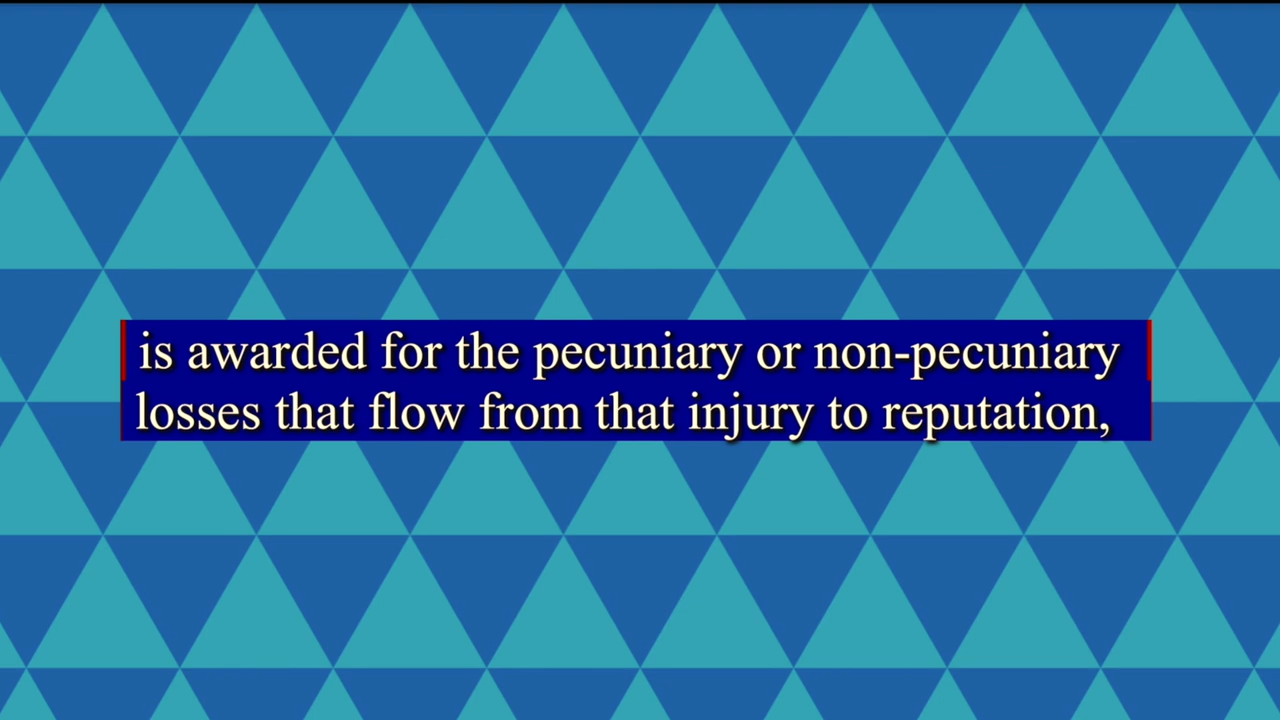 is awarded for the pecuniary or non-pecuniary
losses that flow from that injury to reputation,